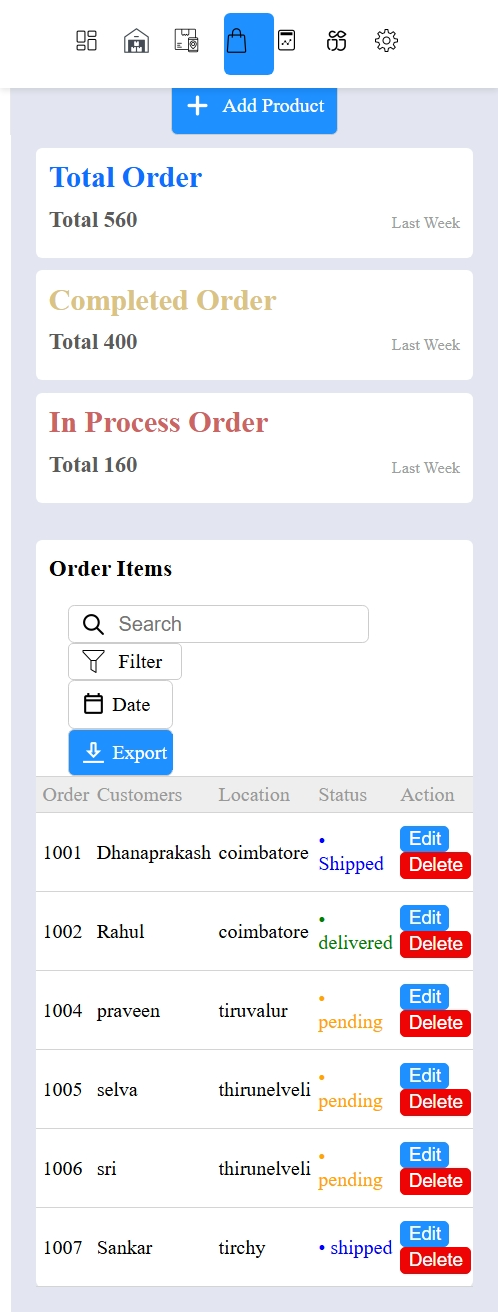 Add Product
Total Order
Total 560 Last Week
Completed Order
Total 400 Last Week
In Process Order
Total 160 Last Week
Order Items
Search
Filter
Date
Export
Order Customers Location Status Action
1001 Dhanaprakash coimbatore • Shipped Edit Delete
1002 Rahul coimbatore • delivered Edit Delete
1004 praveen tiruvalur • pending Edit Delete
1005 selva thirunelveli • pending Edit Delete
1006 sri thirunelveli • pending Edit Delete
1007 Sankar tirchy • shipped Edit Delete